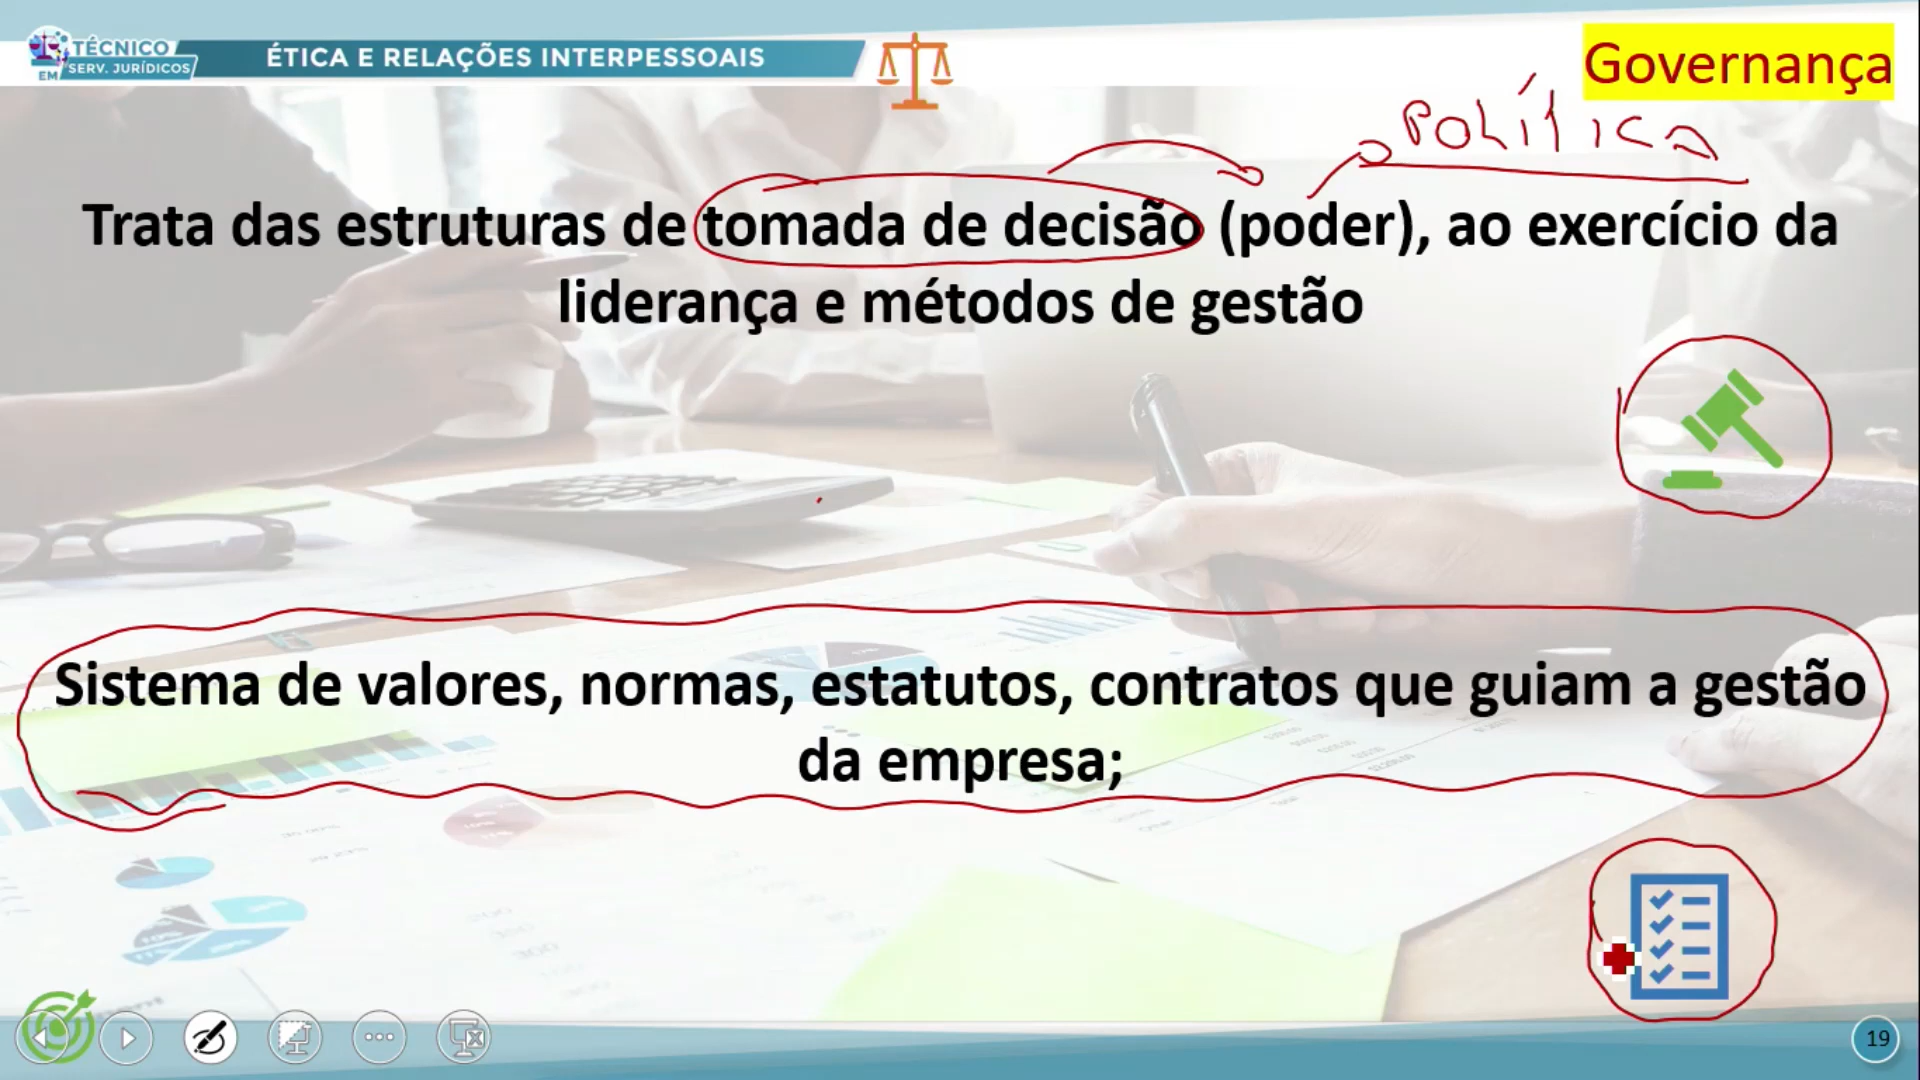 TÉCNICO
EM SERV. JURÍDICOS
ÉTICA E RELAÇÕES INTERPESSOAIS
Governança
POLÍTICA
Trata das estruturas de tomada de decisão (poder), ao exercício da
liderança e métodos de gestão
Sistema de valores, normas, estatutos, contratos que guiam a gestão
da empresa;
19